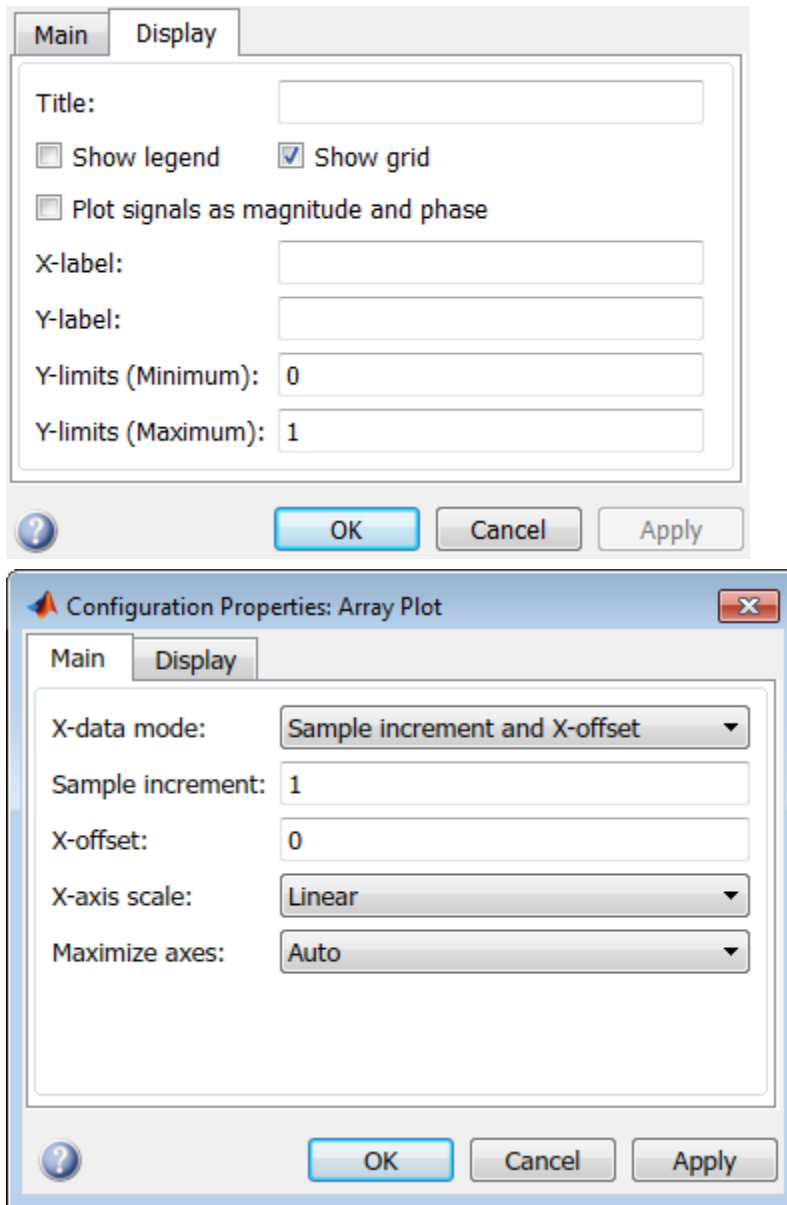 Main Display
Title:
Show legend Show grid
Plot signals as magnitude and phase
X-label:
Y-label:
Y-limits (Minimum): 0
Y-limits (Maximum): 1
? OK Cancel Apply
Configuration Properties: Array Plot
Main Display
X-data mode: Sample increment and X-offset
Sample increment: 1
X-offset: 0
X-axis scale: Linear
Maximize axes: Auto
? OK Cancel Apply